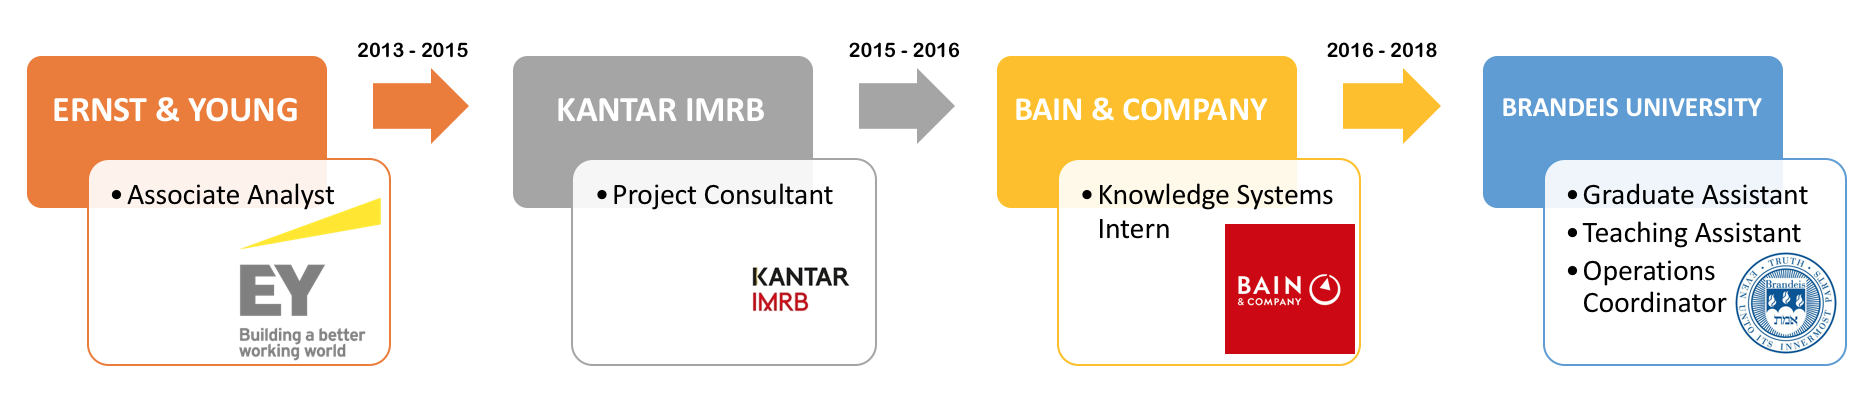 2013 - 2015
2015 - 2016
2016 - 2018
ERNST & YOUNG
• Associate Analyst
EY
Building a better
working world
KANTAR IMRB
• Project Consultant
KANTAR
IMRB
BAIN & COMPANY
• Knowledge Systems
Intern
BAIN
& COMPANY
BRANDEIS UNIVERSITY
• Graduate Assistant
• Teaching Assistant
• Operations
Coordinator
TRUTH · EVEN UNTO ITS INNERMOST PARTS
Brandeis
אמת